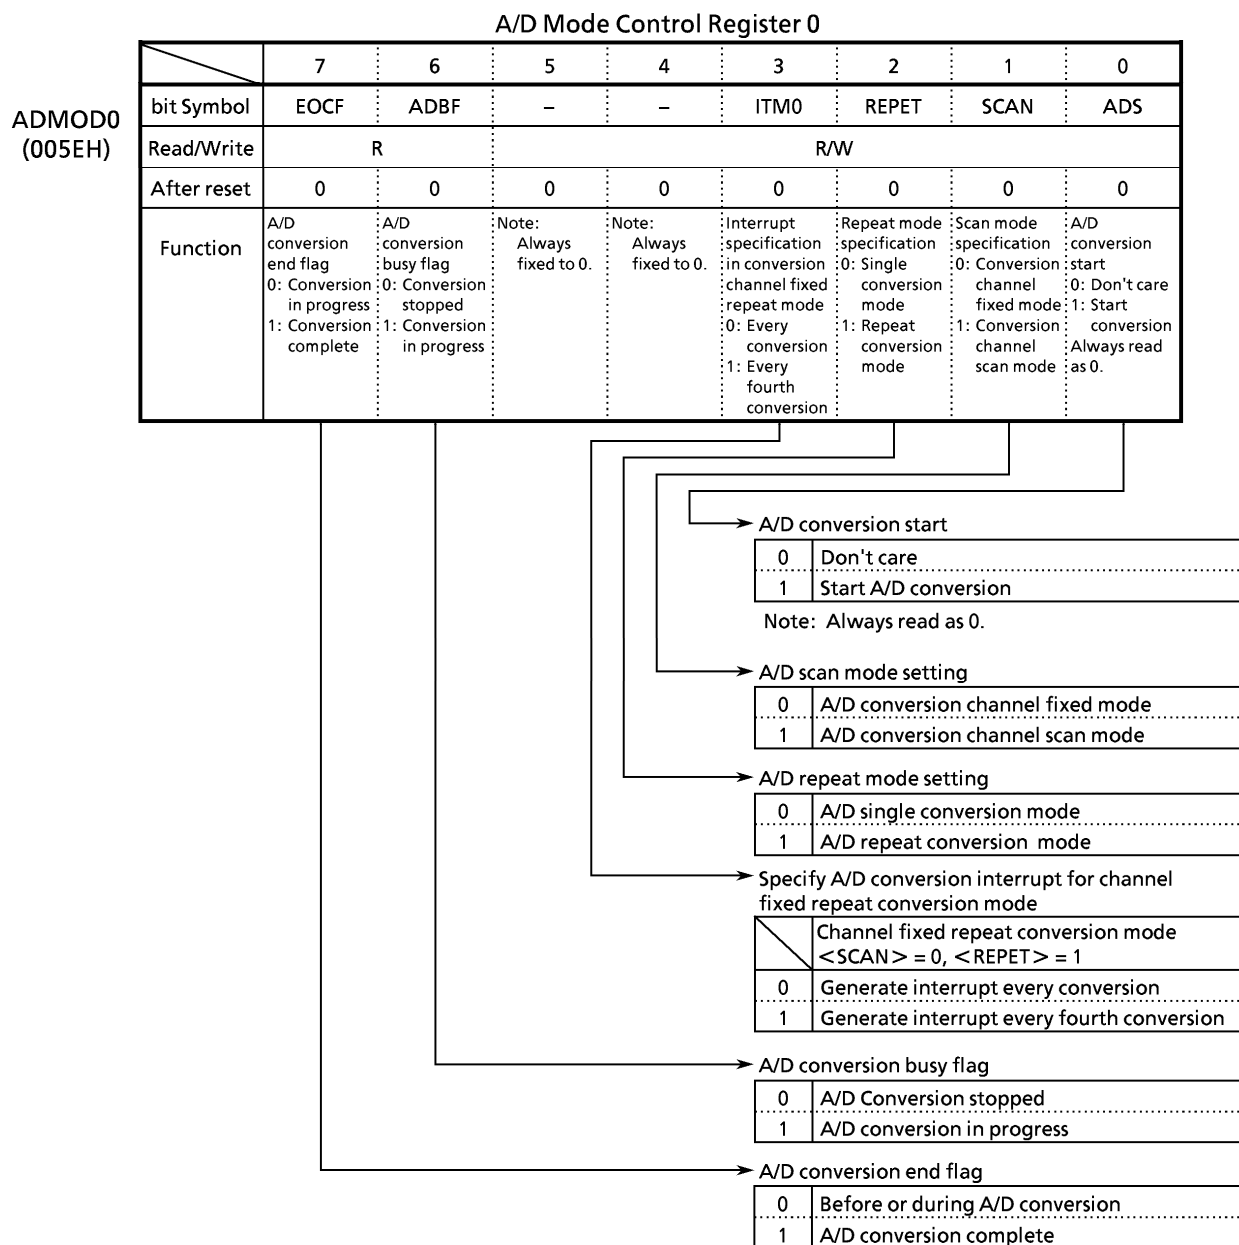 A/D Mode Control Register 0
7 6 5 4 3 2 1 0
ADMOD0
(005EH)
bit Symbol EOCF ADBF – – ITM0 REPET SCAN ADS
Read/Write R R/W
After reset 0 0 0 0 0 0 0 0
Function
A/D
conversion
end flag
0: Conversion
in progress
1: Conversion
complete
A/D
conversion
busy flag
0: Conversion
stopped
1: Conversion
in progress
Note:
Always
fixed to 0.
Note:
Always
fixed to 0.
Interrupt
specification
in conversion
channel fixed
repeat mode
0: Every
conversion
1: Every
fourth
conversion
Repeat mode
specification
0: Single
conversion
mode
1: Repeat
conversion
mode
Scan mode
specification
0: Conversion
channel
fixed mode
1: Conversion
channel
scan mode
A/D
conversion
start
0: Don't care
1: Start
conversion
Always read
as 0.
A/D conversion start
0 Don't care
1 Start A/D conversion
Note: Always read as 0.
A/D scan mode setting
0 A/D conversion channel fixed mode
1 A/D conversion channel scan mode
A/D repeat mode setting
0 A/D single conversion mode
1 A/D repeat conversion mode
Specify A/D conversion interrupt for channel
fixed repeat conversion mode
Channel fixed repeat conversion mode
<SCAN> = 0, <REPET> = 1
0 Generate interrupt every conversion
1 Generate interrupt every fourth conversion
A/D conversion busy flag
0 A/D Conversion stopped
1 A/D conversion in progress
A/D conversion end flag
0 Before or during A/D conversion
1 A/D conversion complete